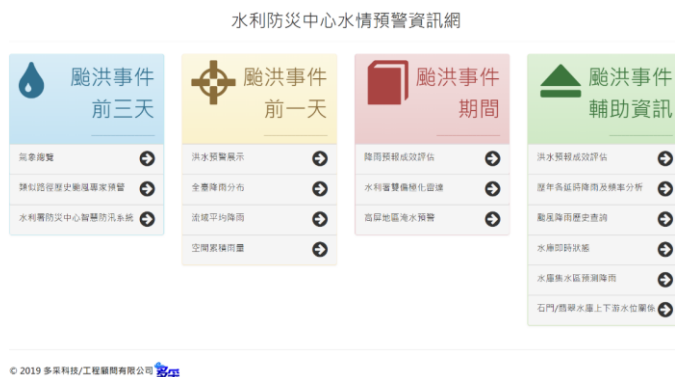 水利防災中心水情預警資訊網
颱洪事件
前三天
氣象總覽
類似路徑歷史颱風專家預警
水利署防災中心智慧防汛系統
颱洪事件
前一天
洪水預警展示
全臺降雨分布
流域平均降雨
空間累積雨量
颱洪事件
期間
降雨預報成效評估
水利署雙偏極化雷達
高屏地區淹水預警
颱洪事件
輔助資訊
洪水預報成效評估
歷年各延時降雨及頻率分析
颱風降雨歷史查詢
水庫即時狀態
水庫集水區預測降雨
石門/翡翠水庫上下游水位關係
© 2019 多采科技/工程顧問有限公司
多采